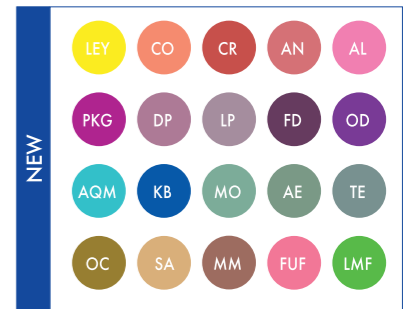 NEW
LEY CO CR AN AL
PKG DP LP FD OD
AQM KB MO AE TE
OC SA MM FUF LMF